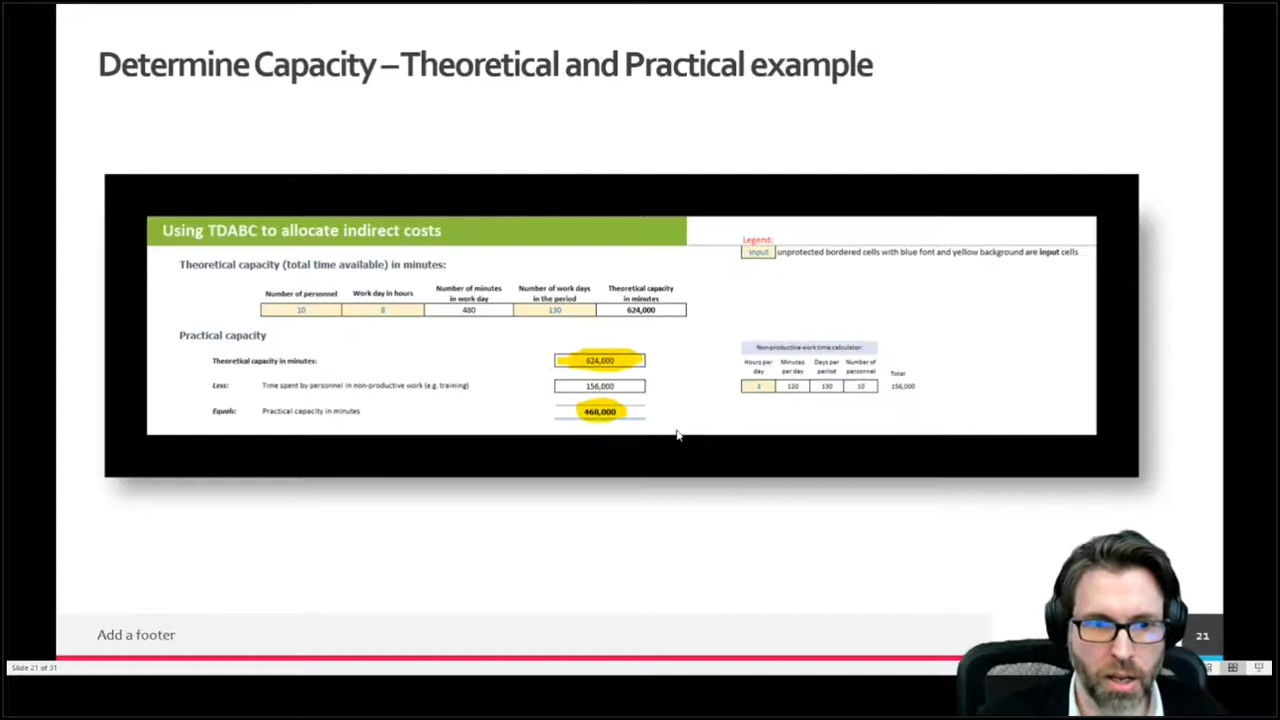 Determine Capacity – Theoretical and Practical example
Using TDABC to allocate indirect costs
Legend:
Input unprotected bordered cells with blue font and yellow background are input cells
Theoretical capacity (total time available) in minutes:
Number of personnel Work day in hours Number of minutes in work day Number of work days in the period Theoretical capacity in minutes
10 8 480 130 624,000
Practical capacity
Non-productive work time calculator:
Theoretical capacity in minutes: 624,000
Hours per day Minutes per day Days per period Number of personnel Total
Less: Time spent by personnel in non-productive work (e.g. training) 156,000
120 130 10 156,000
Equals: Practical capacity in minutes 468,000
Add a footer
21
Slide 21 of 31